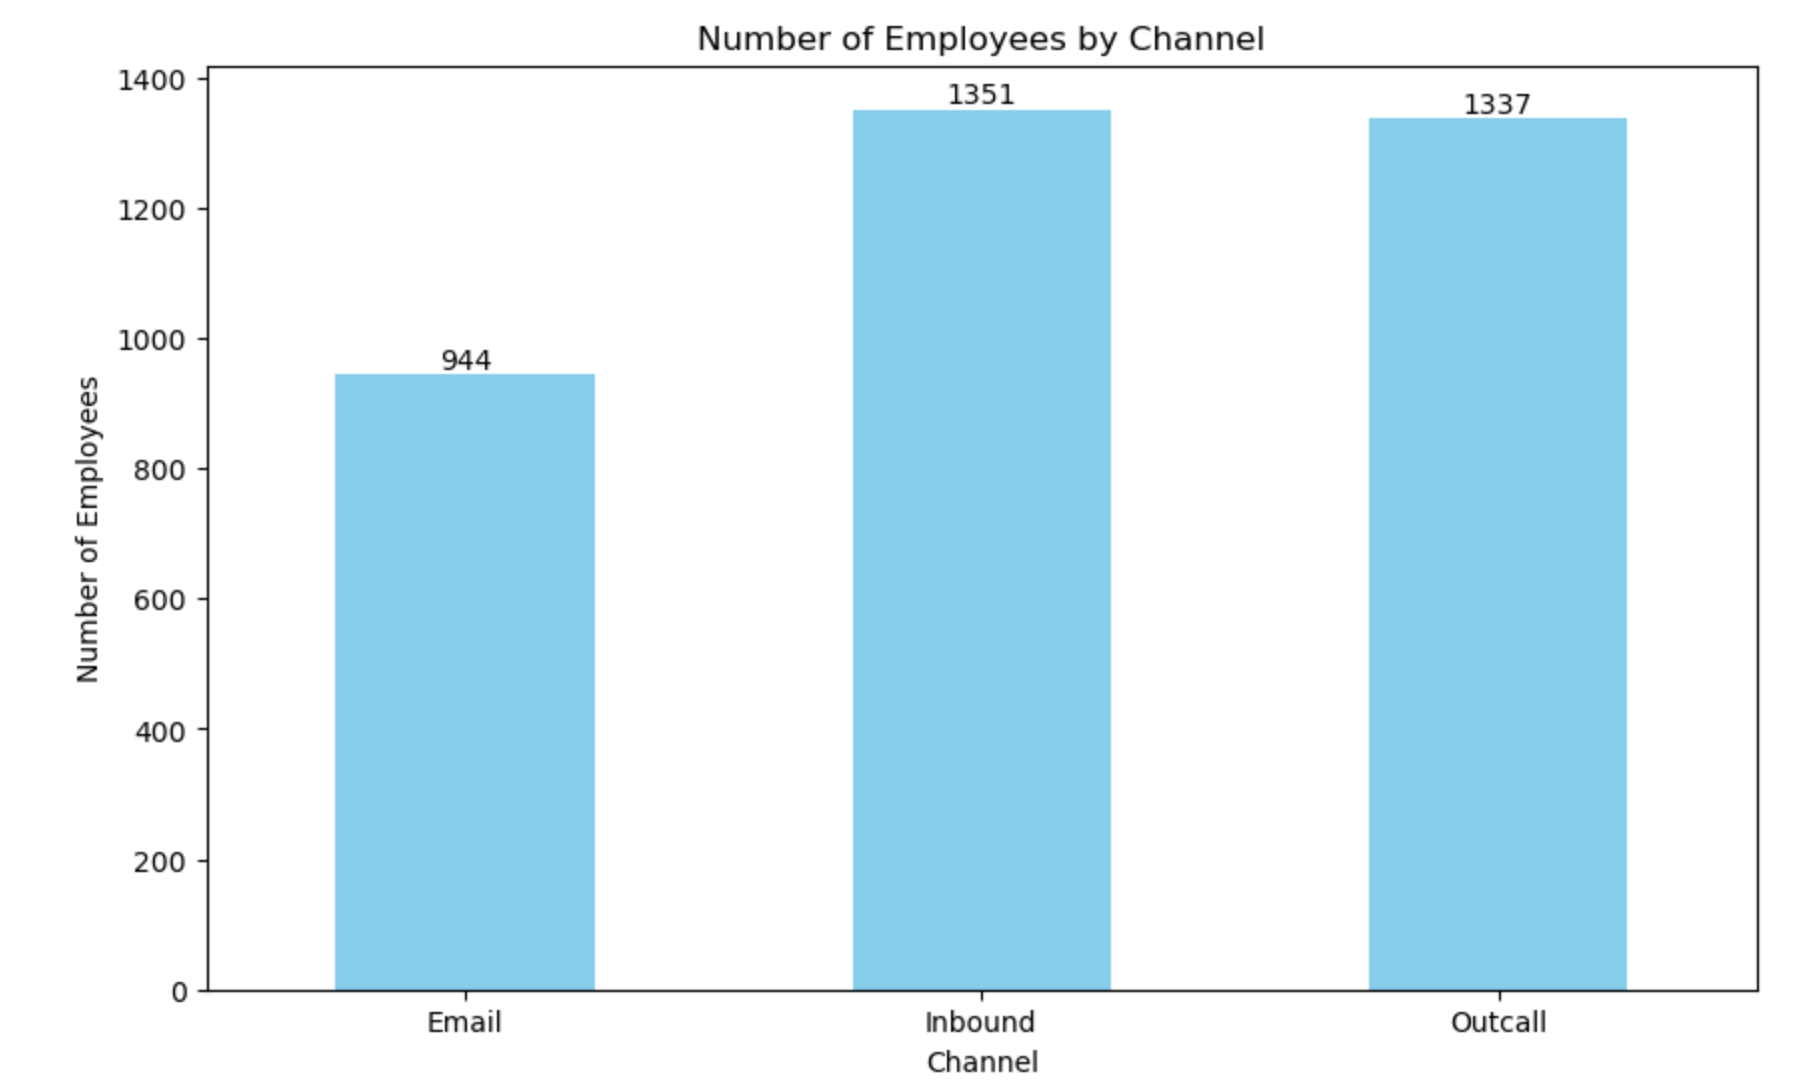 Number of Employees by Channel
1400
1200
1000
800
600
400
200
0
Number of Employees
944
1351
1337
Email
Inbound
Outcall
Channel